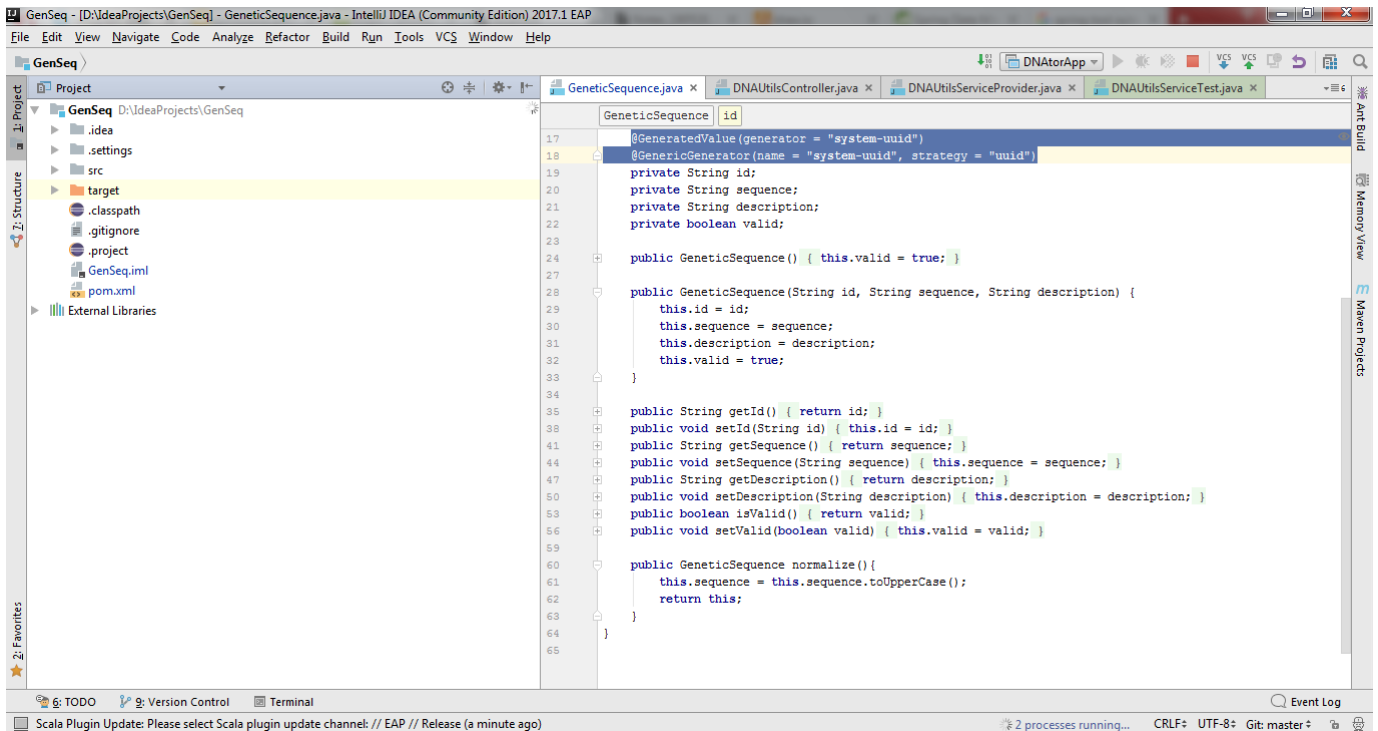 GenSeq - [D:\IdeaProjects\GenSeq] - GeneticSequence.java - IntelliJ IDEA (Community Edition) 2017.1 EAP
File Edit View Navigate Code Analyze Refactor Build Run Tools VCS Window Help
GenSeq
DNAtorApp
VCS VCS
Project
GeneticSequence.java × DNAUtilsController.java × DNAUtilsServiceProvider.java × DNAUtilsServiceTest.java ×
6
1: Project
7: Structure
2: Favorites
GenSeq D:\IdeaProjects\GenSeq
.idea
.settings
src
target
.classpath
.gitignore
.project
GenSeq.iml
pom.xml
External Libraries
GeneticSequence id
17 @GeneratedValue(generator = "system-uuid")
18 @GenericGenerator(name = "system-uuid", strategy = "uuid")
19 private String id;
20 private String sequence;
21 private String description;
22 private boolean valid;
23
24 public GeneticSequence() { this.valid = true; }
27
28 public GeneticSequence(String id, String sequence, String description) {
29 this.id = id;
30 this.sequence = sequence;
31 this.description = description;
32 this.valid = true;
33 }
34
35 public String getId() { return id; }
38 public void setId(String id) { this.id = id; }
41 public String getSequence() { return sequence; }
44 public void setSequence(String sequence) { this.sequence = sequence; }
47 public String getDescription() { return description; }
50 public void setDescription(String description) { this.description = description; }
53 public boolean isValid() { return valid; }
56 public void setValid(boolean valid) { this.valid = valid; }
59
60 public GeneticSequence normalize(){
61 this.sequence = this.sequence.toUpperCase();
62 return this;
63 }
64 }
65
Ant Build
Memory View
m Maven Projects
6: TODO 9: Version Control Terminal Event Log
Scala Plugin Update: Please select Scala plugin update channel: // EAP // Release (a minute ago) 2 processes running... CRLF UTF-8 Git: master